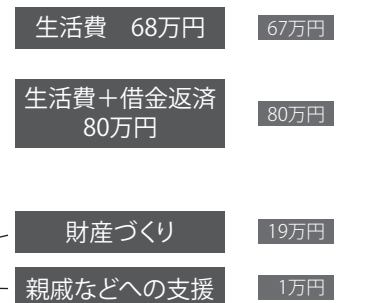 生活費　68万円
67万円
生活費＋借金返済
80万円
80万円
財産づくり
19万円
親戚などへの支援
1万円